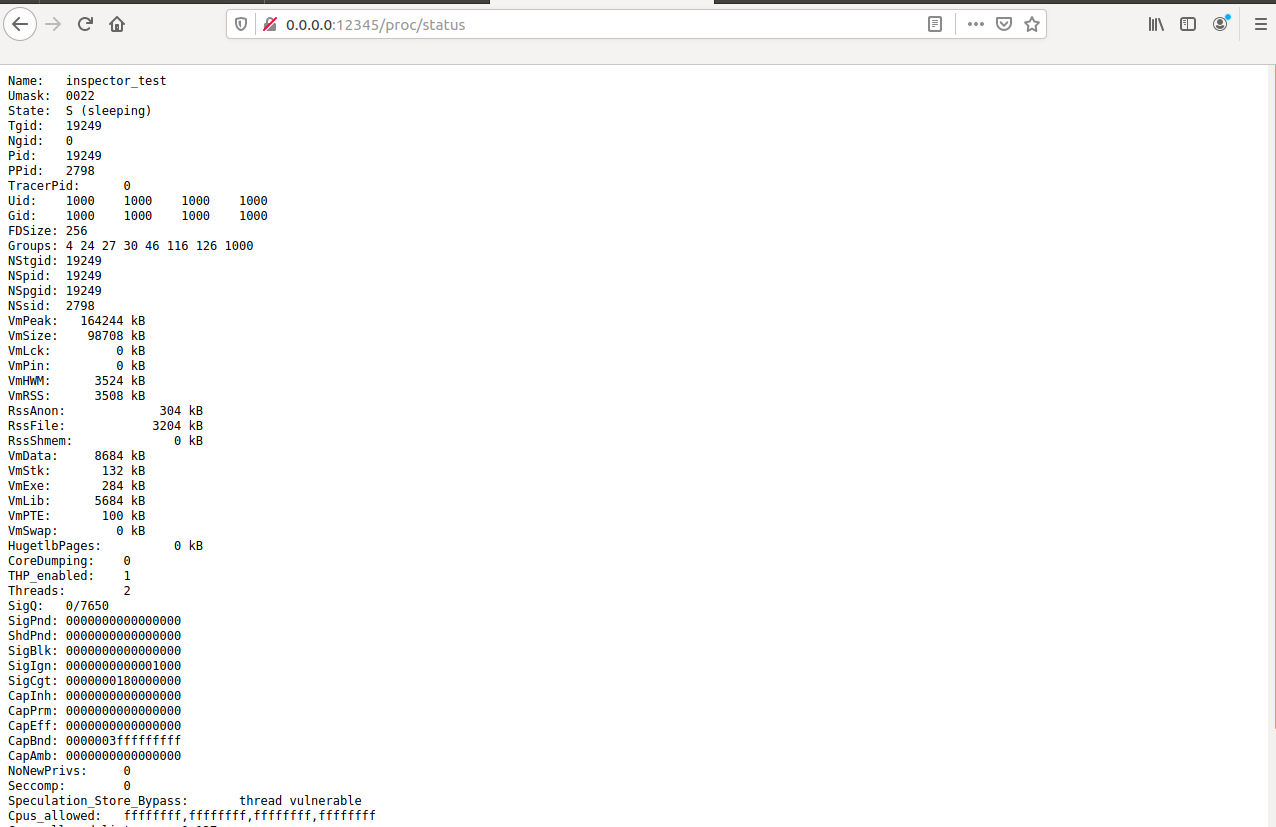 0.0.0.0:12345/proc/status
Name:   inspector_test
Umask:  0022
State:  S (sleeping)
Tgid:   19249
Ngid:   0
Pid:    19249
PPid:   2798
TracerPid:      0
Uid:    1000    1000    1000    1000
Gid:    1000    1000    1000    1000
FDSize: 256
Groups: 4 24 27 30 46 116 126 1000
NStgid: 19249
NSpid:  19249
NSpgid: 19249
NSsid:  2798
VmPeak:   164244 kB
VmSize:    98708 kB
VmLck:         0 kB
VmPin:         0 kB
VmHWM:      3524 kB
VmRSS:      3508 kB
RssAnon:             304 kB
RssFile:            3204 kB
RssShmem:              0 kB
VmData:     8684 kB
VmStk:       132 kB
VmExe:       284 kB
VmLib:      5684 kB
VmPTE:       100 kB
VmSwap:        0 kB
HugetlbPages:          0 kB
CoreDumping:    0
THP_enabled:    1
Threads:        2
SigQ:   0/7650
SigPnd: 0000000000000000
ShdPnd: 0000000000000000
SigBlk: 0000000000000000
SigIgn: 0000000000001000
SigCgt: 0000000180000000
CapInh: 0000000000000000
CapPrm: 0000000000000000
CapEff: 0000000000000000
CapBnd: 0000003fffffffff
CapAmb: 0000000000000000
NoNewPrivs:     0
Seccomp:        0
Speculation_Store_Bypass:       thread vulnerable
Cpus_allowed:   ffffffff,ffffffff,ffffffff,ffffffff